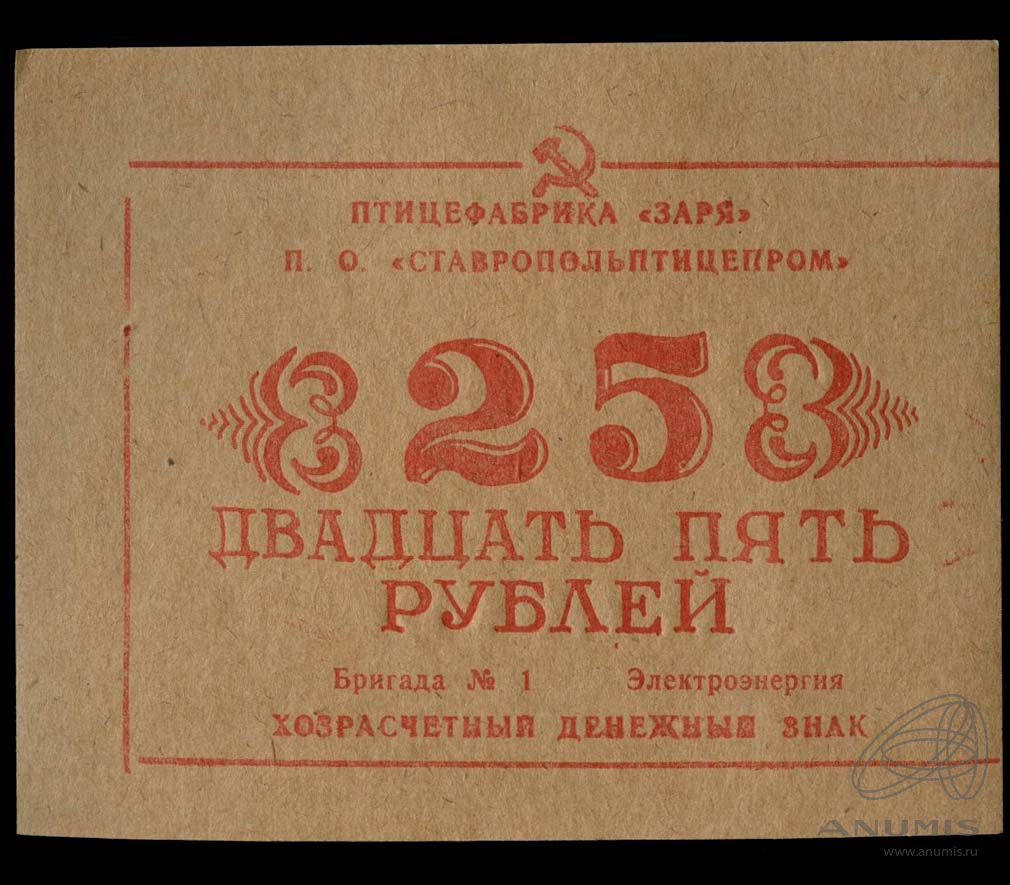 ПТИЦЕФАБРИКА «ЗАРЯ»
П. О. «СТАВРОПОЛЬПТИЦЕПРОМ»
25
ДВАДЦАТЬ ПЯТЬ
РУБЛЕЙ
Бригада № 1 Электроэнергия
ХОЗРАСЧЕТНЫЙ ДЕНЕЖНЫЙ ЗНАК
ANUMIS
www.anumis.ru